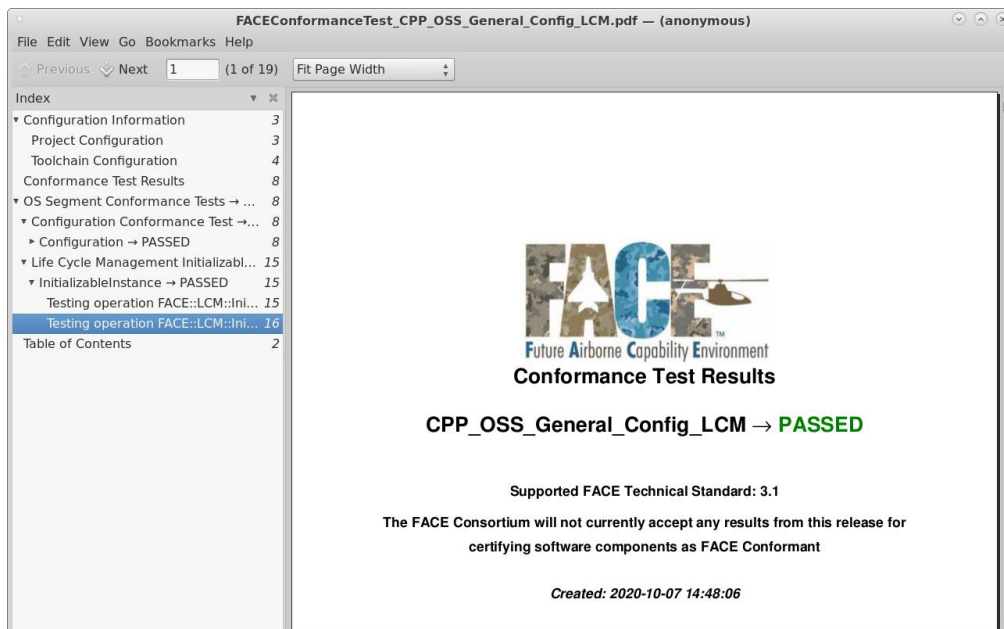 FACEConformanceTest_CPP_OSS_General_Config_LCM.pdf — (anonymous)
File Edit View Go Bookmarks Help
Previous Next 1 (1 of 19) Fit Page Width
Index
Configuration Information 3
Project Configuration 3
Toolchain Configuration 4
Conformance Test Results 8
OS Segment Conformance Tests → ... 8
Configuration Conformance Test →... 8
Configuration → PASSED 8
Life Cycle Management Initializabl... 15
InitializableInstance → PASSED 15
Testing operation FACE::LCM::Ini... 15
Testing operation FACE::LCM::Ini... 16
Table of Contents 2
FACE
TM
Future Airborne Capability Environment
Conformance Test Results
CPP_OSS_General_Config_LCM → PASSED
Supported FACE Technical Standard: 3.1
The FACE Consortium will not currently accept any results from this release for
certifying software components as FACE Conformant
Created: 2020-10-07 14:48:06